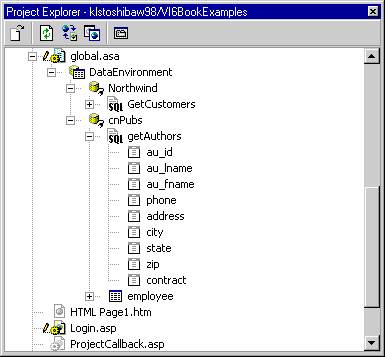 Project Explorer - klstoshibaw98/VI6BookExamples
global.asa
DataEnvironment
Northwind
SQL GetCustomers
cnPubs
SQL getAuthors
au_id
au_lname
au_fname
phone
address
city
state
zip
contract
employee
HTML Page1.htm
Login.asp
ProjectCallback.asp